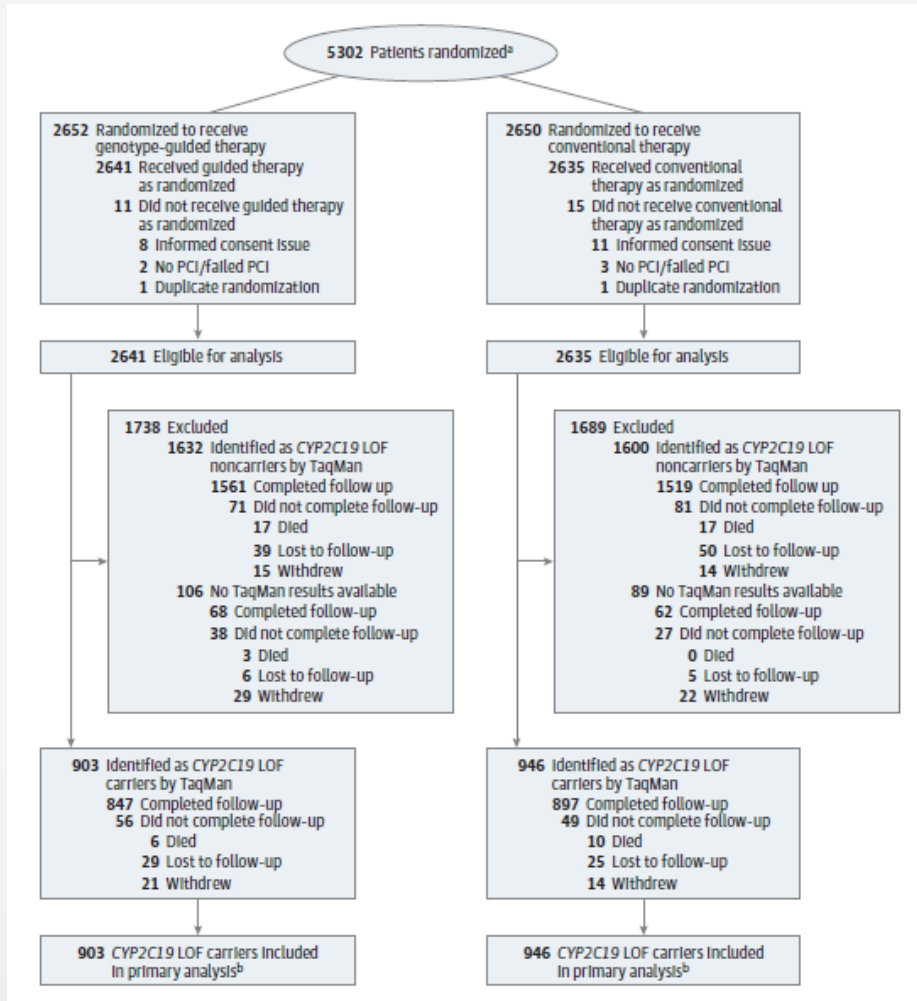 5302 Patients randomizedᵃ
2652 Randomized to receive
genotype-guided therapy
2641 Received guided therapy
as randomized
11 Did not receive guided therapy
as randomized
8 Informed consent issue
2 No PCI/failed PCI
1 Duplicate randomization
2650 Randomized to receive
conventional therapy
2635 Received conventional
therapy as randomized
15 Did not receive conventional
therapy as randomized
11 Informed consent issue
3 No PCI/failed PCI
1 Duplicate randomization
2641 Eligible for analysis
2635 Eligible for analysis
1738 Excluded
1632 Identified as CYP2C19 LOF
noncarriers by TaqMan
1561 Completed follow up
71 Did not complete follow-up
17 Died
39 Lost to follow-up
15 Withdrew
106 No TaqMan results available
68 Completed follow-up
38 Did not complete follow-up
3 Died
6 Lost to follow-up
29 Withdrew
1689 Excluded
1600 Identified as CYP2C19 LOF
noncarriers by TaqMan
1519 Completed follow up
81 Did not complete follow-up
17 Died
50 Lost to follow-up
14 Withdrew
89 No TaqMan results available
62 Completed follow-up
27 Did not complete follow-up
0 Died
5 Lost to follow-up
22 Withdrew
903 Identified as CYP2C19 LOF
carriers by TaqMan
847 Completed follow-up
56 Did not complete follow-up
6 Died
29 Lost to follow-up
21 Withdrew
946 Identified as CYP2C19 LOF
carriers by TaqMan
897 Completed follow-up
49 Did not complete follow-up
10 Died
25 Lost to follow-up
14 Withdrew
903 CYP2C19 LOF carriers included
in primary analysisᵇ
946 CYP2C19 LOF carriers included
in primary analysisᵇ